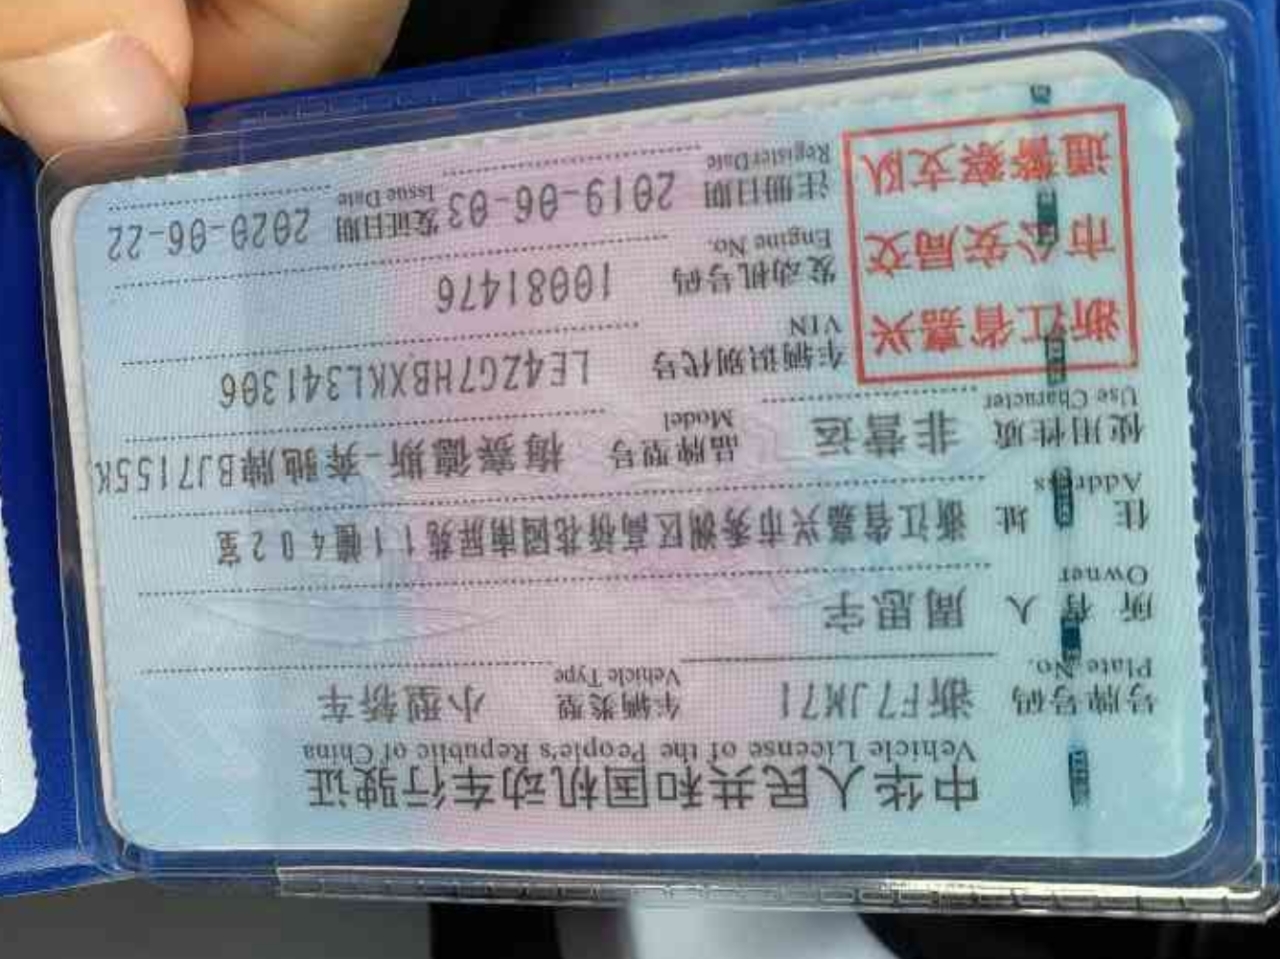 中华人民共和国机动车行驶证
Vehicle License of the People's Republic of China
号牌号码 浙F7JM71 车辆类型 小型轿车
Plate No. Vehicle Type
所有人 周思宇
Owner
住址 浙江省嘉兴市秀洲区高桥花园南屏苑11幢402室
Address
使用性质 非营运 品牌型号 梅赛德斯-奔驰牌BJ7155K
Use Character Model
浙江省嘉兴
市公安局交
通警察支队
车辆识别代号 LE4ZG7HBXKL341306
VIN
发动机号码 10081476
Engine No.
注册日期 2019-06-03 发证日期 2020-06-22
Register Date Issue Date